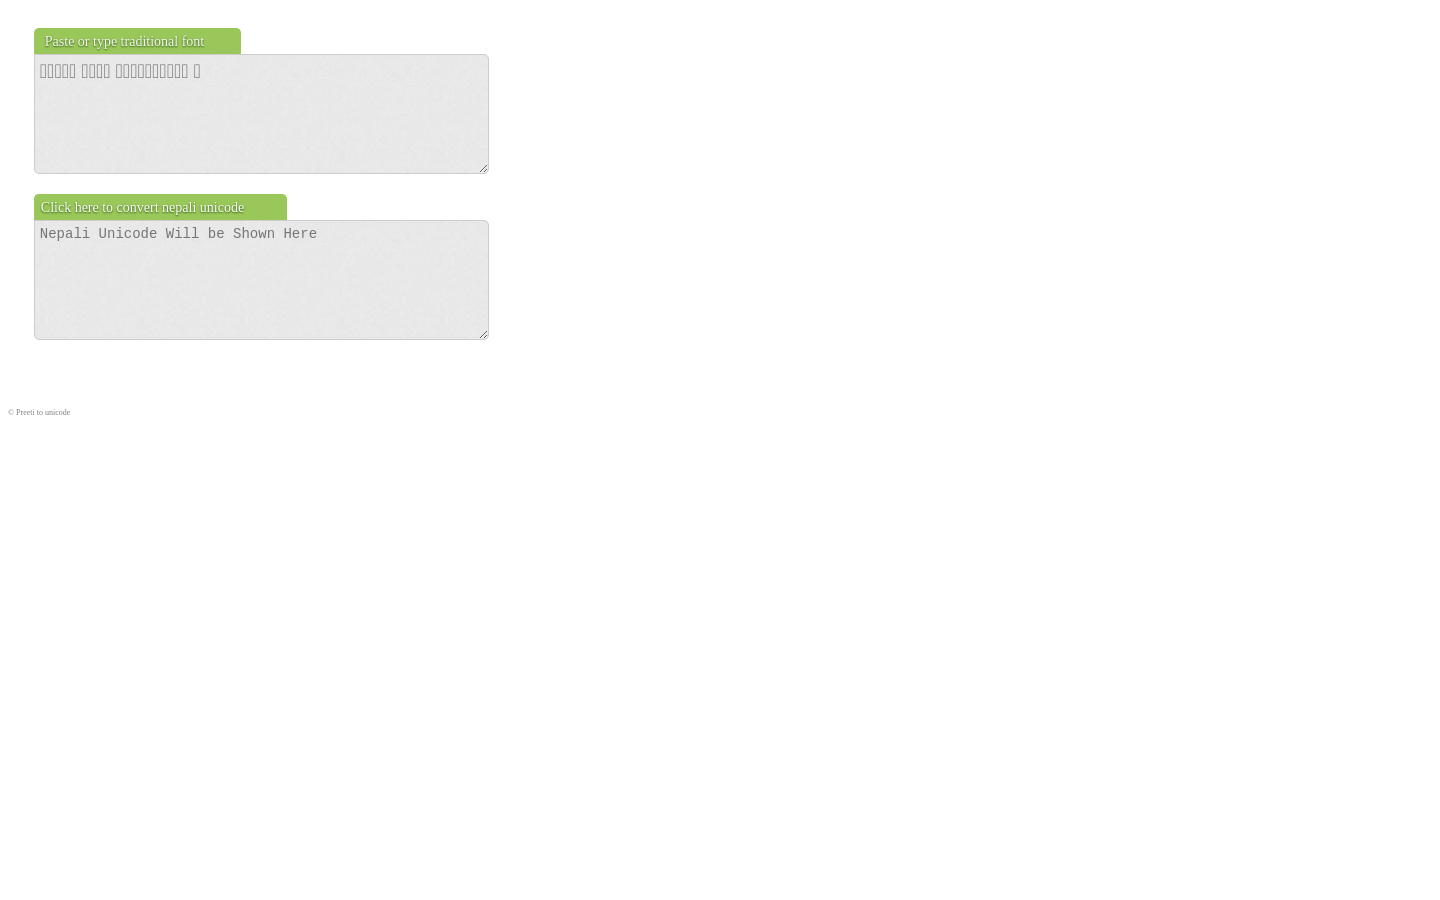 Paste or type traditional font
Click here to convert nepali unicode
Nepali Unicode Will be Shown Here
© Preeti to unicode